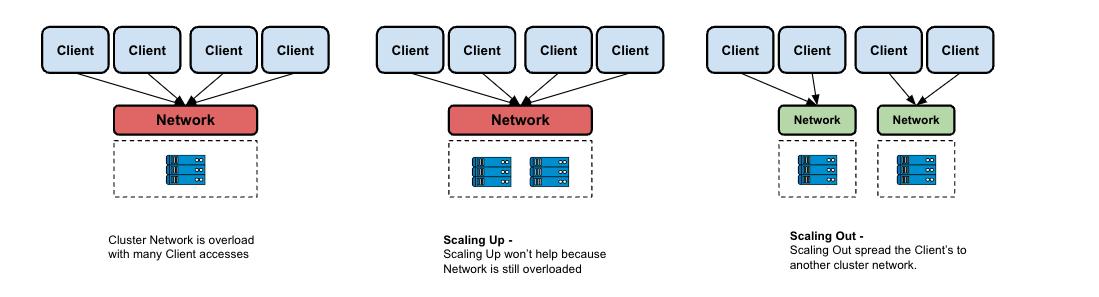 Client Client Client Client
Network
Cluster Network is overload
with many Client accesses
Client Client Client Client
Network
Scaling Up -
Scaling Up won't help because
Network is still overloaded
Client Client Client Client
Network Network
Scaling Out -
Scaling Out spread the Client's to
another cluster network.